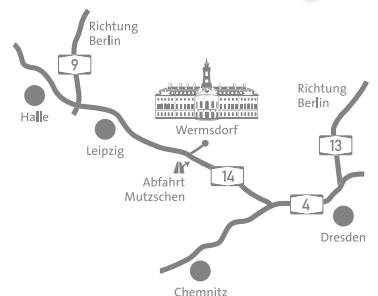 Richtung
Berlin
9
Halle
Leipzig
Wermsdorf
Abfahrt
Mutzschen
14
Richtung
Berlin
13
4
Dresden
Chemnitz